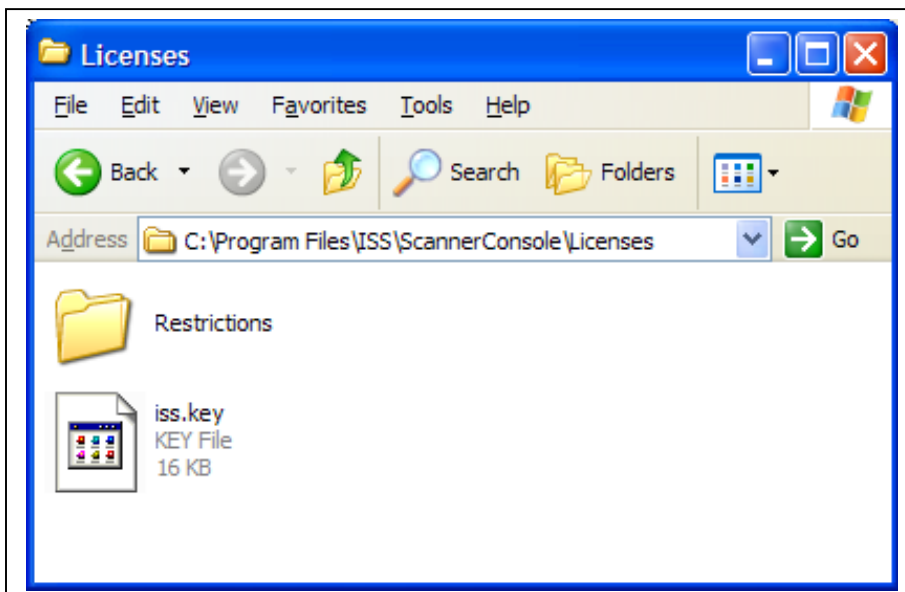 Licenses
File Edit View Favorites Tools Help
Back Search Folders
Address C:\Program Files\ISS\ScannerConsole\Licenses Go
Restrictions
iss.key
KEY File
16 KB